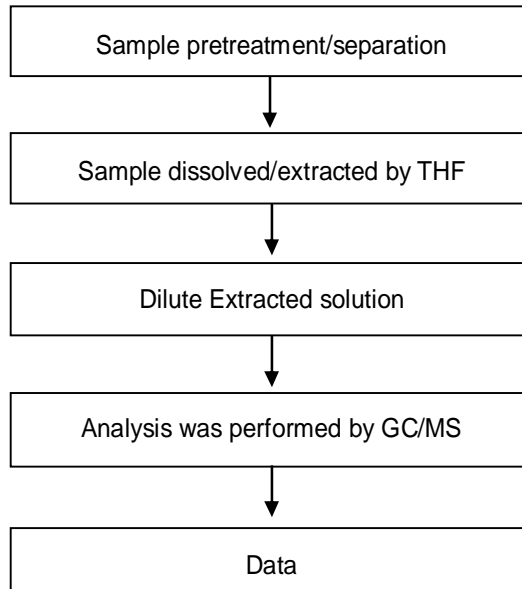 Sample pretreatment/separation
Sample dissolved/extracted by THF
Dilute Extracted solution
Analysis was performed by GC/MS
Data